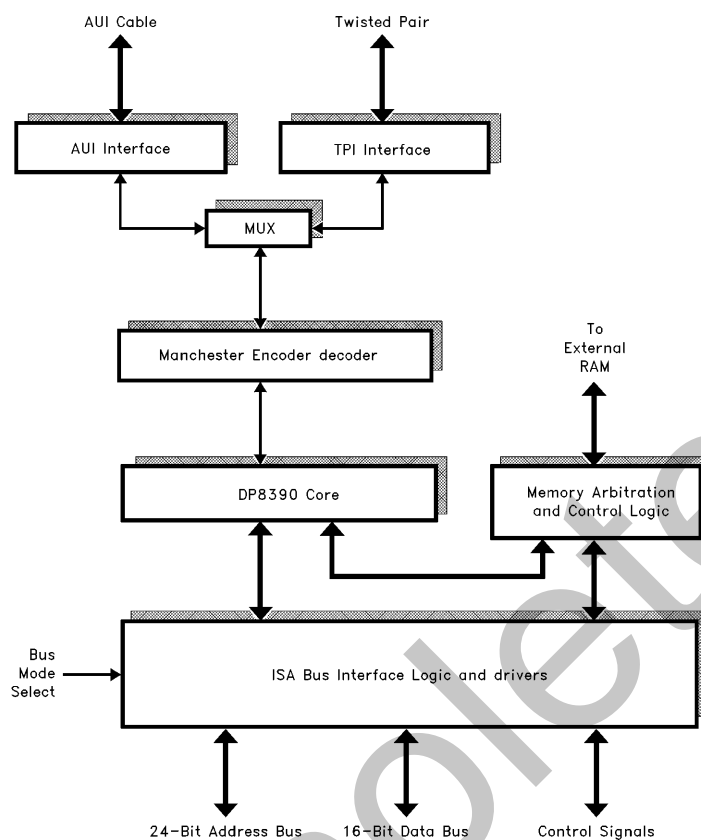 AUI Cable
Twisted Pair
AUI Interface
TPI Interface
MUX
Manchester Encoder decoder
To
External
RAM
DP8390 Core
Memory Arbitration
and Control Logic
Bus
Mode
Select
ISA Bus Interface Logic and drivers
24-Bit Address Bus
16-Bit Data Bus
Control Signals
olete